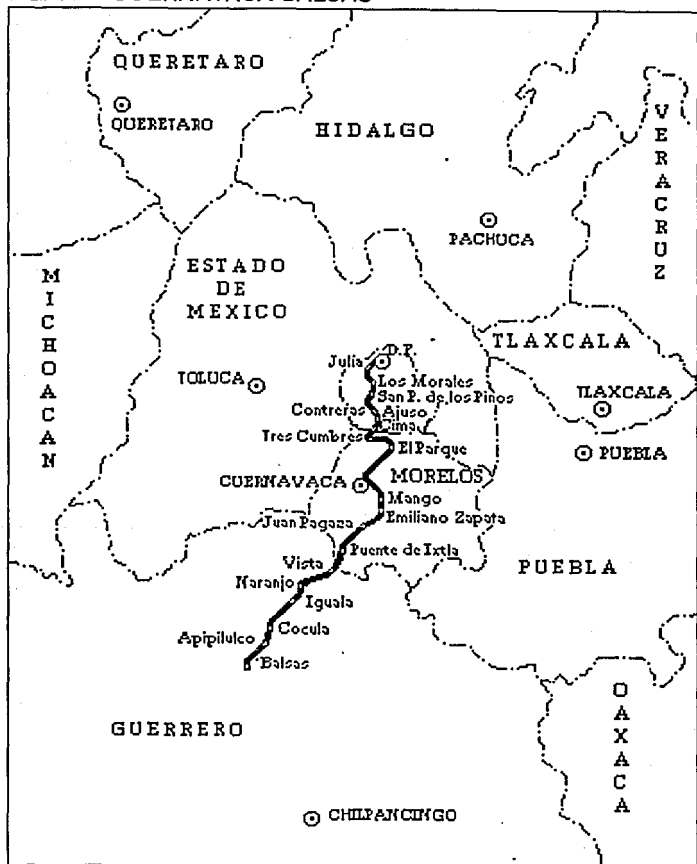 QUERETARO
QUERETARO
HIDALGO
VERACRUZ
PACHUCA
MICHOACAN
ESTADO
DE
MEXICO
TLAXCALA
D.F.
Julia
TOLUCA
Los Morales
San P. de los Pinos
TLAXCALA
Contreras
Ajuso
Cima
Tres Cumbres
El Parque
PUEBLA
CUERNAVACA
MORELOS
Mango
Juan Pagaza
Emiliano Zapata
Puente de Ixtla
Vista
PUEBLA
Naranjo
Iguala
Cocula
Apipilulco
Balsas
OAXACA
GUERRERO
CHILPANCINGO